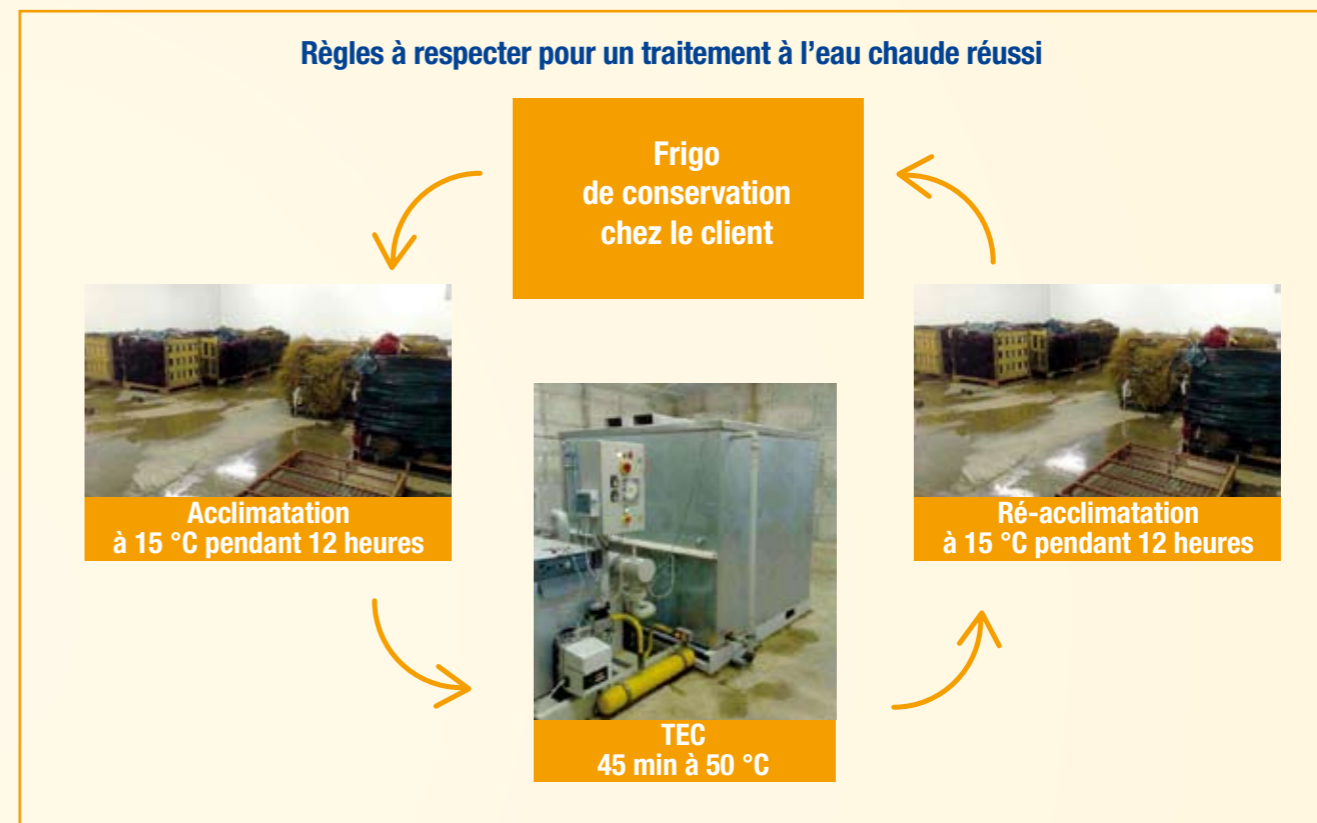 Règles à respecter pour un traitement à l’eau chaude réussi
Frigo
de conservation
chez le client
Acclimatation
à 15 °C pendant 12 heures
Ré-acclimatation
à 15 °C pendant 12 heures
TEC
45 min à 50 °C